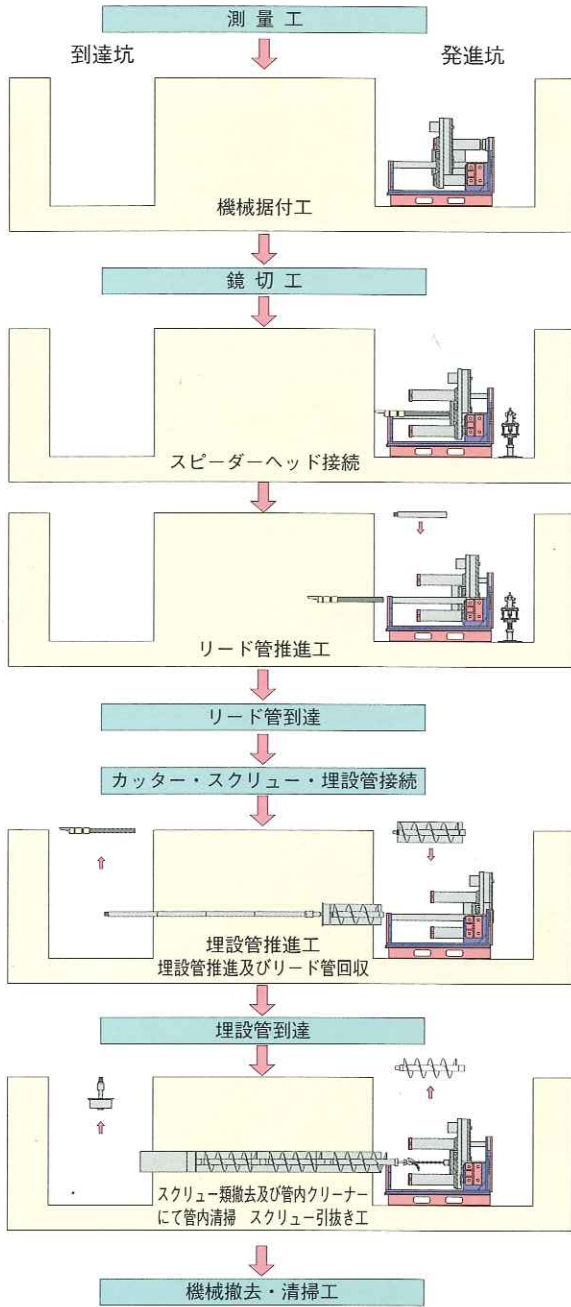 測量工
到達坑
発進坑
機械据付工
鏡切工
スピーダーヘッド接続
リード管推進工
リード管到達
カッター・スクリュー・埋設管接続
埋設管推進工
埋設管推進及びリード管回収
埋設管到達
スクリュー類撤去及び管内クリーナー
にて管内清掃 スクリュー引抜き工
機械撤去・清掃工